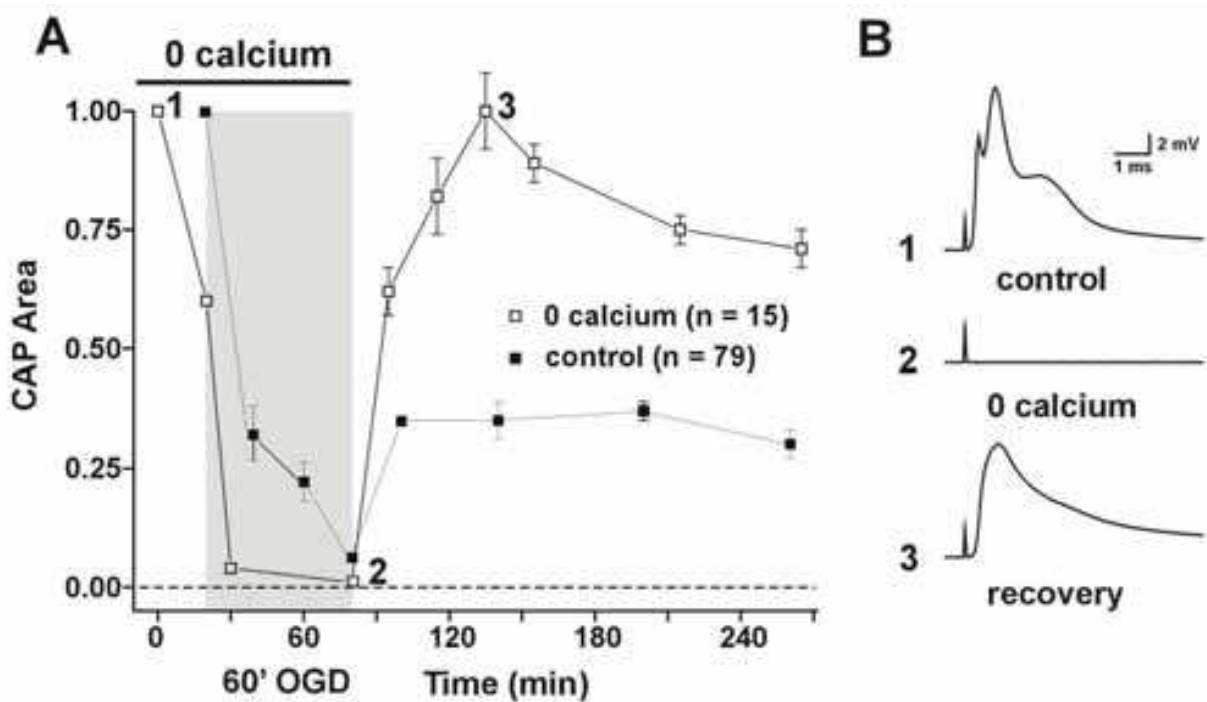 A
0 calcium
1.00
0.75
0.50
0.25
0.00
CAP Area
1
2
3
0 calcium (n = 15)
control (n = 79)
0 60 120 180 240
60' OGD Time (min)
B
2 mV
1 ms
1
control
2
0 calcium
3
recovery